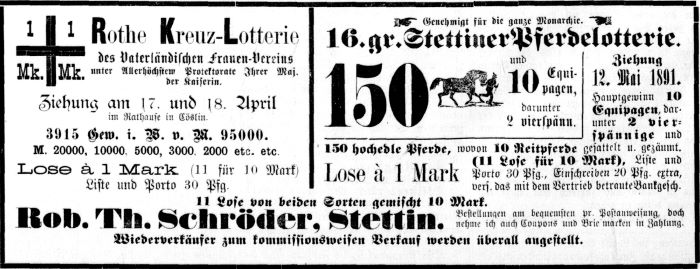 1 1
Mk. Mk.
Rothe Kreuz-Lotterie
des Vaterländischen Frauen-Vereins
unter Allerhöchstem Protektorate Ihrer Maj.
der Kaiserin.
Ziehung am 17. und 18. April
im Rathause in Cöslin.
3915 Gew. i. W. v. M. 95000.
M. 20000, 10000, 5000, 3000, 2000 etc. etc.
Lose à 1 Mark (11 für 10 Mark)
Liste und Porto 30 Pfg.
Genehmigt für die ganze Monarchie.
16. gr. Stettiner Pferdelotterie.
150
und
10 Equi-
pagen,
darunter
2 vierspänn.
Ziehung
12. Mai 1891.
Hauptgewinn 10
Equipagen, dar-
unter 2 vier-
spännige und
150 hochedle Pferde, wovon 10 Reitpferde gesattelt u. gezäumt.
Lose à 1 Mark
(11 Lose für 10 Mark), Liste und
Porto 30 Pfg., Einschreiben 20 Pfg. extra,
vers. das mit dem Vertrieb betraute Bankgesch.
11 Lose von beiden Sorten gemischt 10 Mark.
Rob. Th. Schröder, Stettin.
Bestellungen am bequemsten pr. Postanweisung, doch
nehme ich auch Coupons und Briefmarken in Zahlung.
Wiederverkäufer zum kommissionsweisen Verkauf werden überall angestellt.